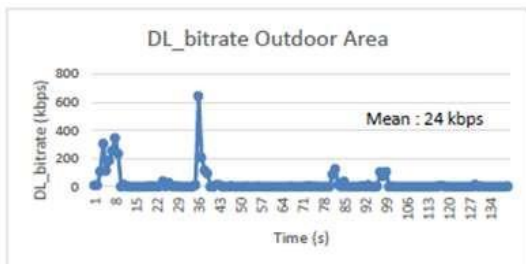 DL_bitrate Outdoor Area
DL_bitrate (kbps)
800
600
400
200
0
Mean : 24 kbps
1 8 15 22 29 36 43 50 57 64 71 78 85 92 99 106 113 120 127 134
Time (s)